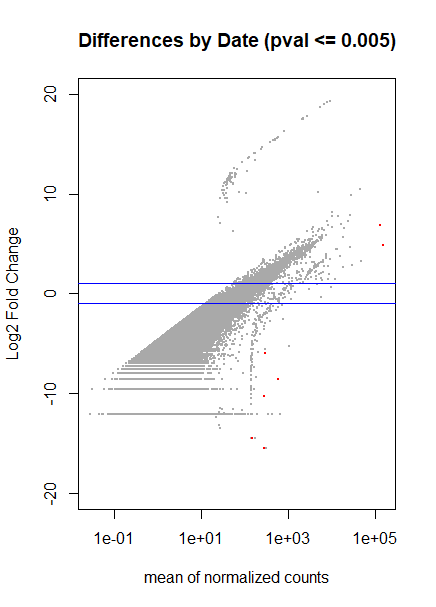 Differences by Date (pval <= 0.005)
Log2 Fold Change
20
10
0
-10
-20
1e-01
1e+01
1e+03
1e+05
mean of normalized counts